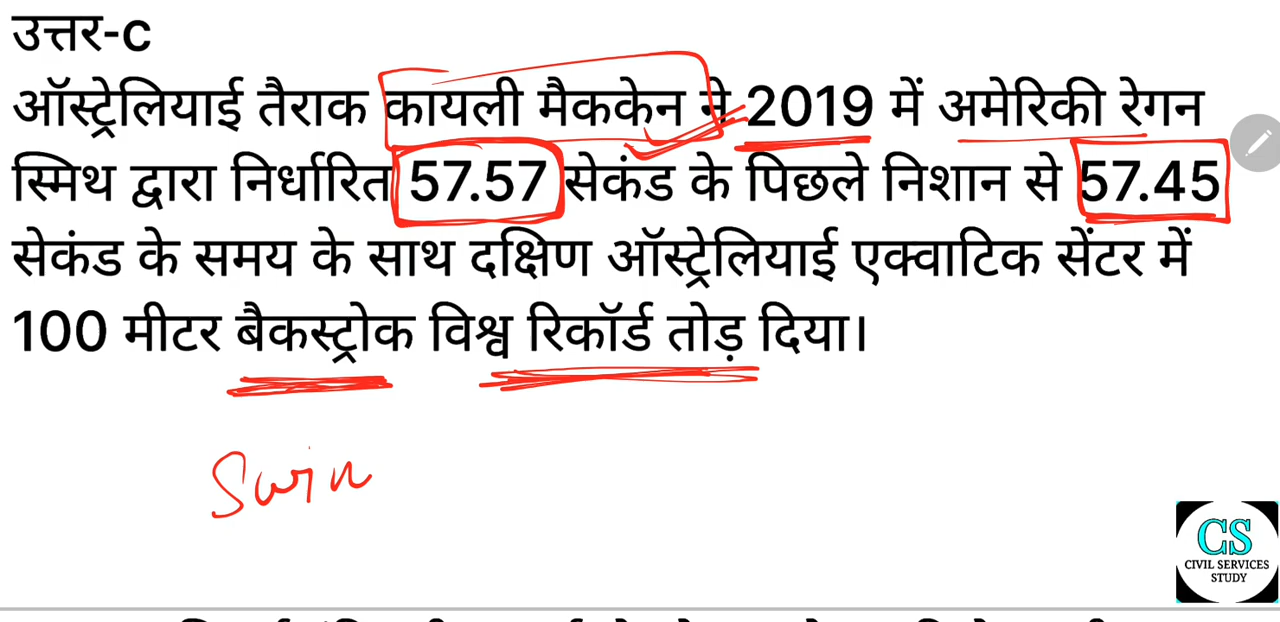 उत्तर-C
ऑस्ट्रेलियाई तैराक कायली मैककेन ने 2019 में अमेरिकी रेगन
स्मिथ द्वारा निर्धारित 57.57 सेकंड के पिछले निशान से 57.45
सेकंड के समय के साथ दक्षिण ऑस्ट्रेलियाई एक्वाटिक सेंटर में
100 मीटर बैकस्ट्रोक विश्व रिकॉर्ड तोड़ दिया।
Swin
CS
CIVIL SERVICES
STUDY